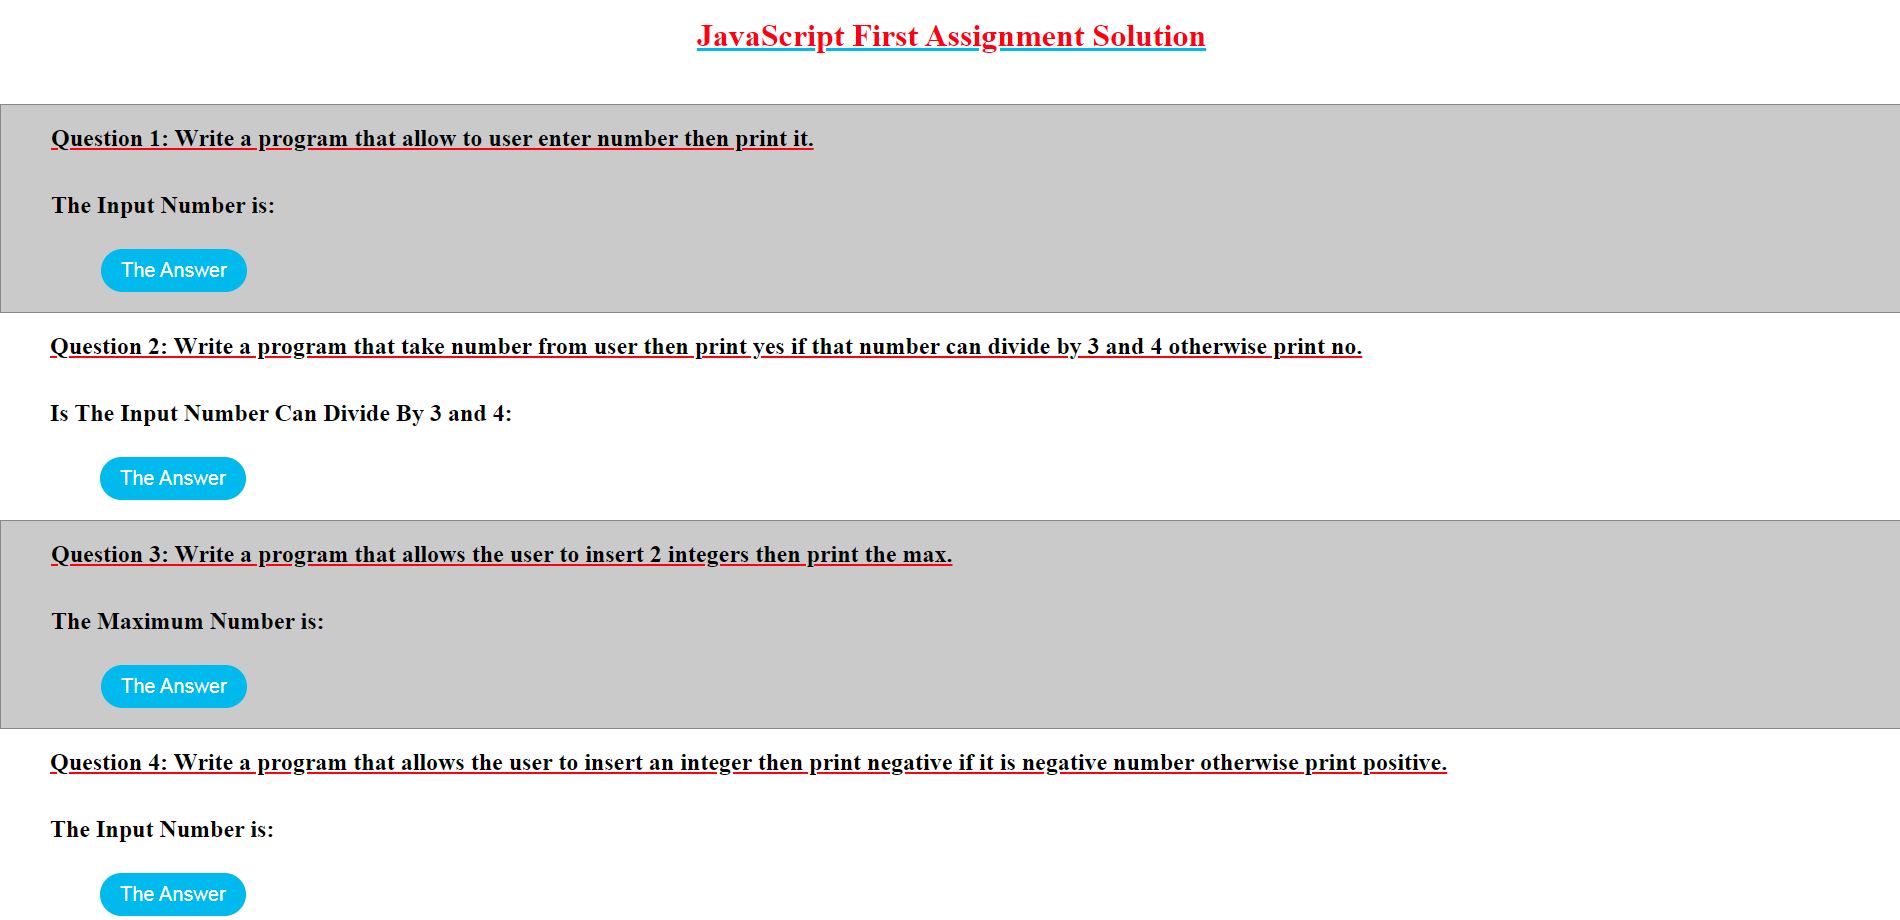 JavaScript First Assignment Solution
Question 1: Write a program that allow to user enter number then print it.
The Input Number is:
The Answer
Question 2: Write a program that take number from user then print yes if that number can divide by 3 and 4 otherwise print no.
Is The Input Number Can Divide By 3 and 4:
The Answer
Question 3: Write a program that allows the user to insert 2 integers then print the max.
The Maximum Number is:
The Answer
Question 4: Write a program that allows the user to insert an integer then print negative if it is negative number otherwise print positive.
The Input Number is:
The Answer